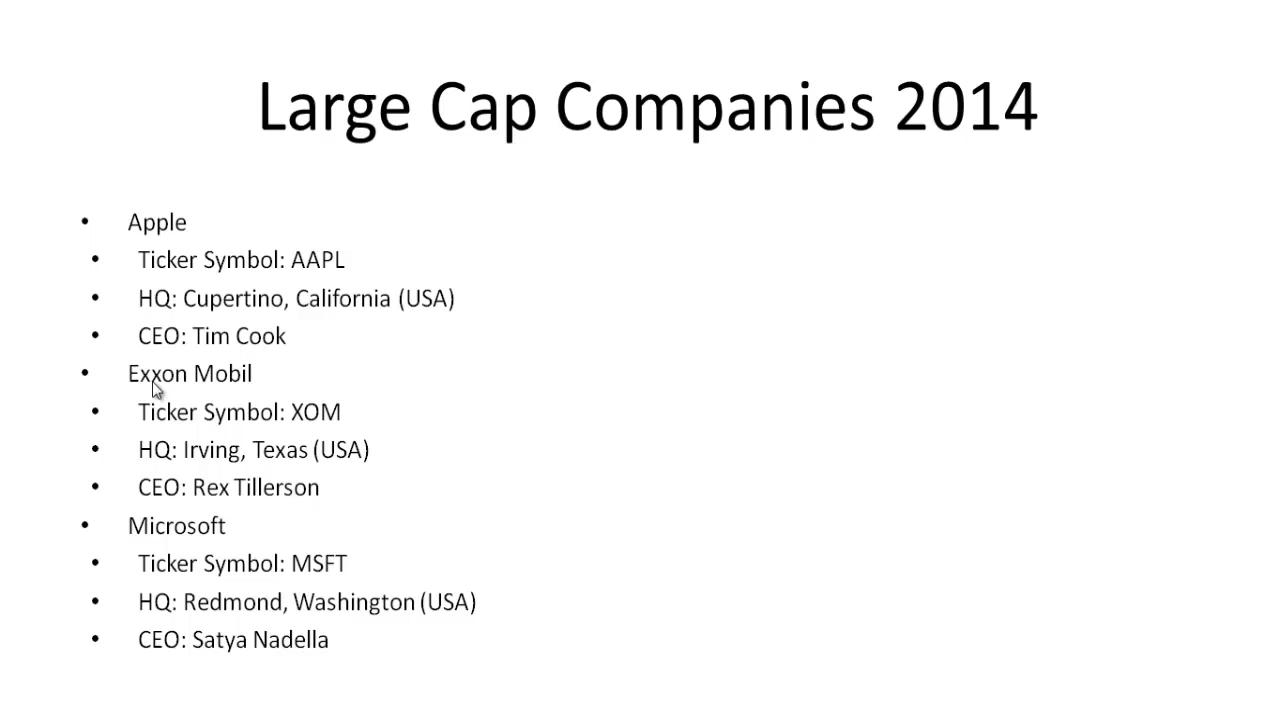 Large Cap Companies 2014
• Apple
• Ticker Symbol: AAPL
• HQ: Cupertino, California (USA)
• CEO: Tim Cook
• Exxon Mobil
• Ticker Symbol: XOM
• HQ: Irving, Texas (USA)
• CEO: Rex Tillerson
• Microsoft
• Ticker Symbol: MSFT
• HQ: Redmond, Washington (USA)
• CEO: Satya Nadella